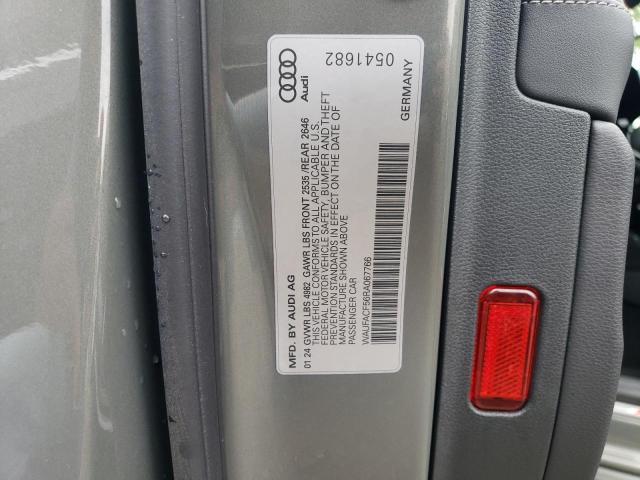 MFD. BY AUDI AG
01 24 GVWR LBS 4982 GAWR LBS FRONT 2535 /REAR 2646
THIS VEHICLE CONFORMS TO ALL APPLICABLE U.S.
FEDERAL MOTOR VEHICLE SAFETY, BUMPER AND THEFT
PREVENTION STANDARDS IN EFFECT ON THE DATE OF
MANUFACTURE SHOWN ABOVE
PASSENGER CAR
WAUFACF56RA067766
Audi
0541682
GERMANY